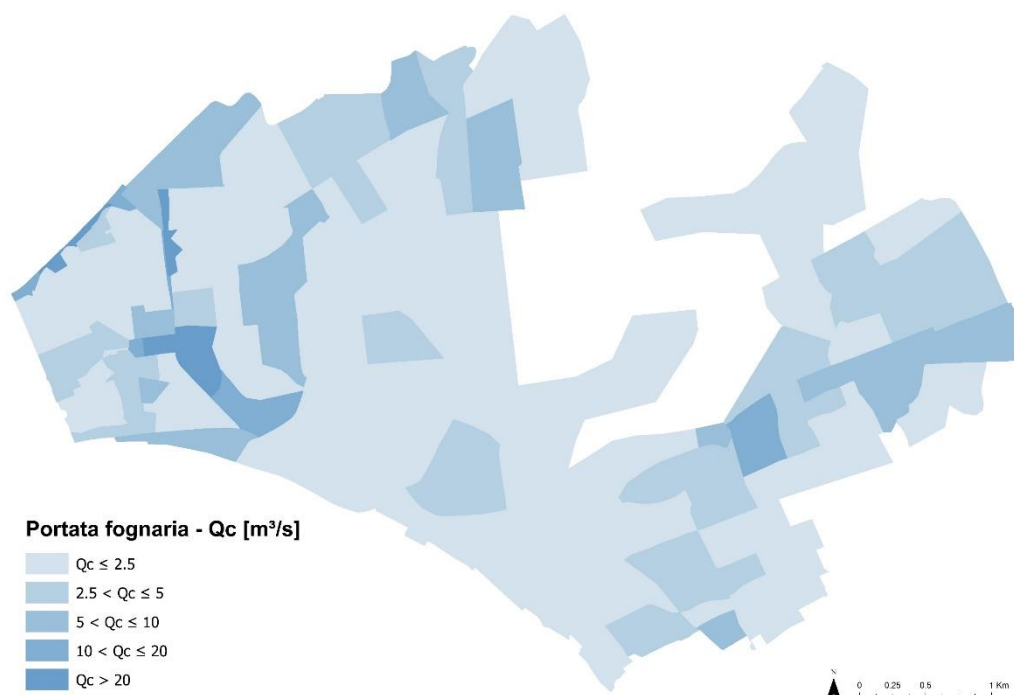 Portata fognaria - Qc [m³/s]
Qc ≤ 2.5
2.5 < Qc ≤ 5
5 < Qc ≤ 10
10 < Qc ≤ 20
Qc > 20
N
0 0.25 0.5 1 Km